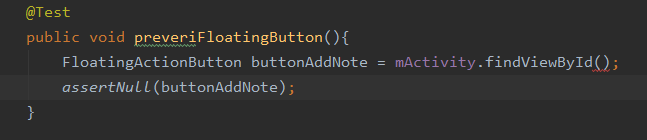 @Test
public void preveriFloatingButton(){
FloatingActionButton buttonAddNote = mActivity.findViewById();
assertNull(buttonAddNote);
}